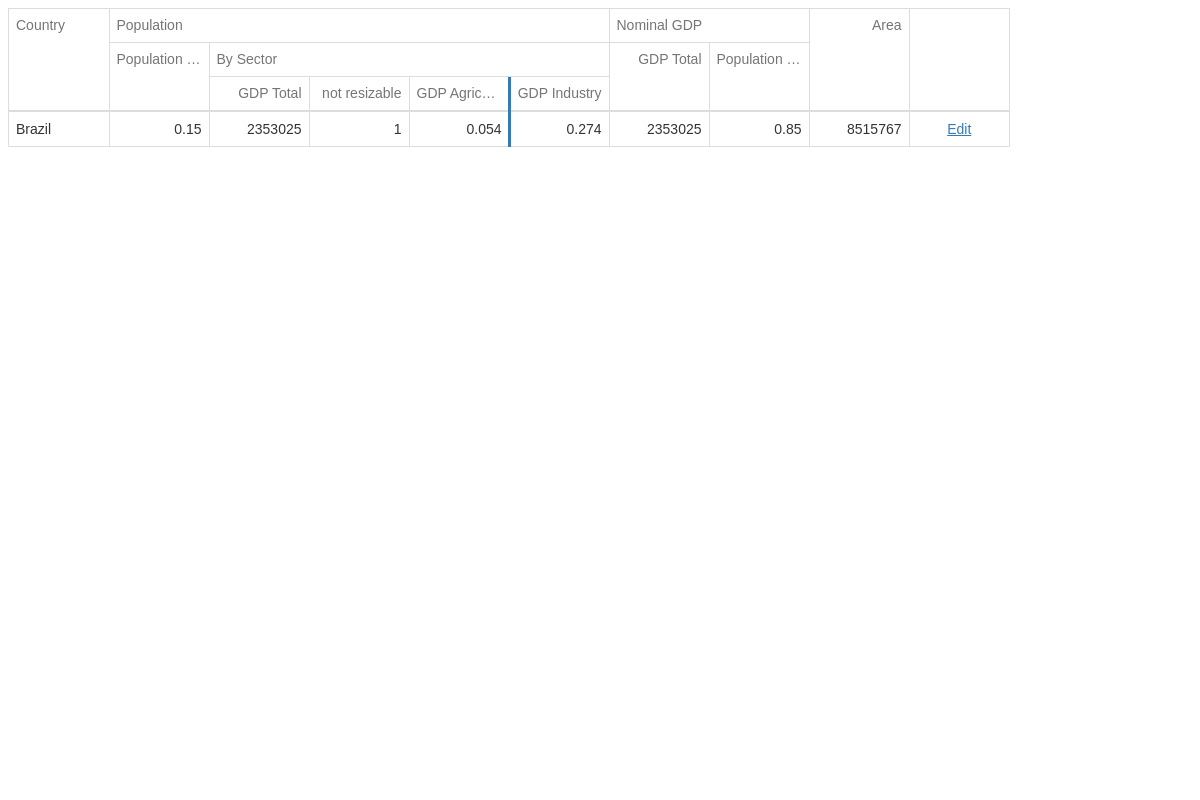 Country Population Nominal GDP Area
Population … By Sector GDP Total Population …
GDP Total not resizable GDP Agric… GDP Industry
Brazil 0.15 2353025 1 0.054 0.274 2353025 0.85 8515767 Edit